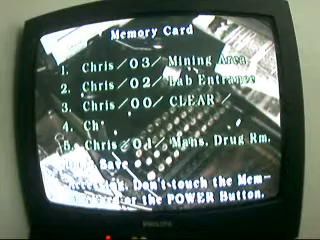 Memory Card
1. Chris/03/ Mining Area
2. Chris/02/ Lab Entrance
3. Chris/00/ CLEAR /
4. Ch
5. Chris/01/ Mans. Drug Rm.
Save
Don't touch the Mem-
or the POWER Button.
PHILIPS